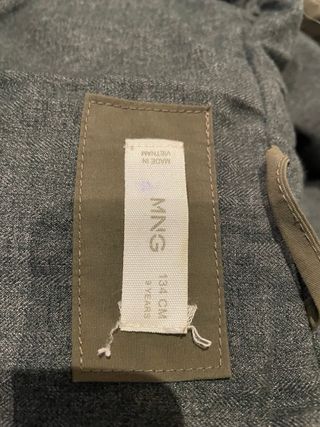 MADE IN
VIETNAM
MNG
134 CM
9 YEARS